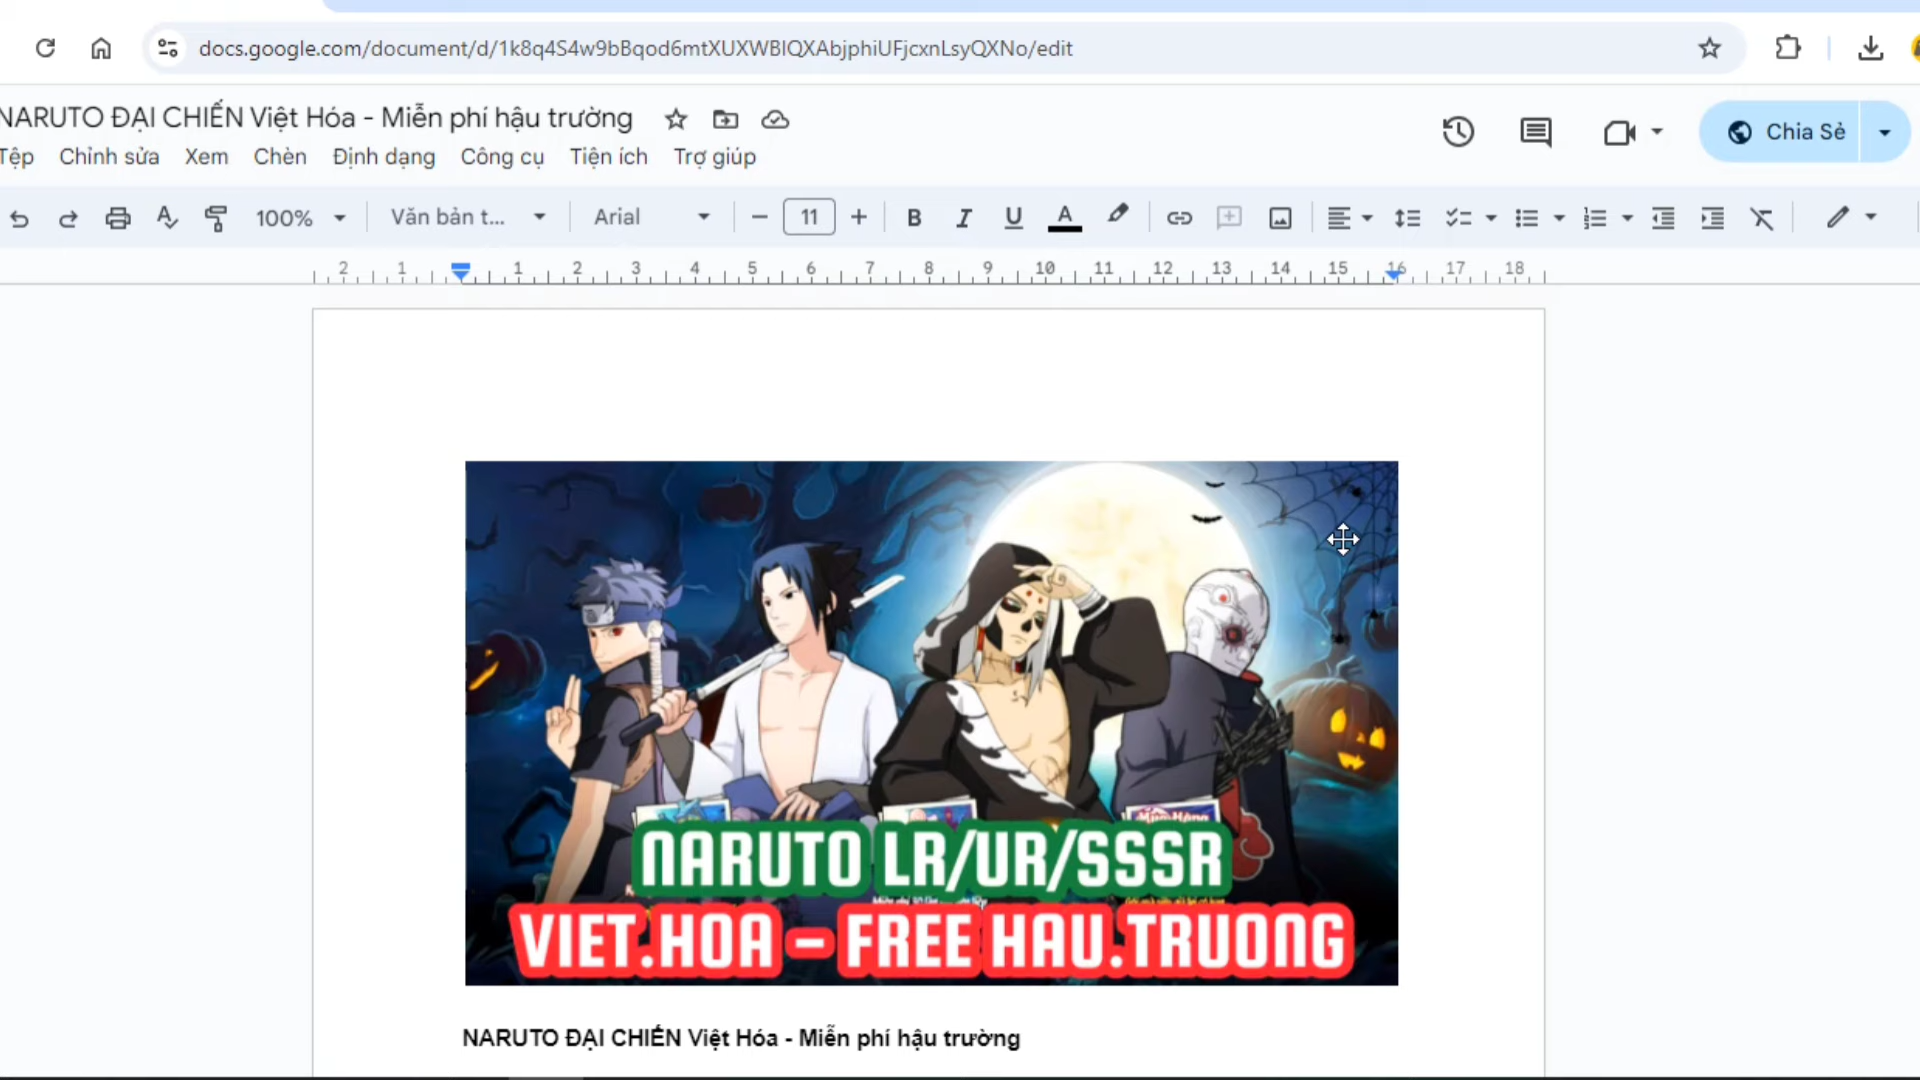 docs.google.com/document/d/1k8q4S4w9bBqod6mtXUXWBIQXAbjphiUFjcxnLsyQXNo/edit
NARUTO ĐẠI CHIẾN Việt Hóa - Miễn phí hậu trường
Tệp Chỉnh sửa Xem Chèn Định dạng Công cụ Tiện ích Trợ giúp
Chia Sẻ
100% Văn bản t... Arial 11
2 1 1 2 3 4 5 6 7 8 9 10 11 12 13 14 15 16 17 18
NARUTO LR/UR/SSSR
VIET.HOA – FREE HAU.TRUONG
NARUTO ĐẠI CHIẾN Việt Hóa - Miễn phí hậu trường